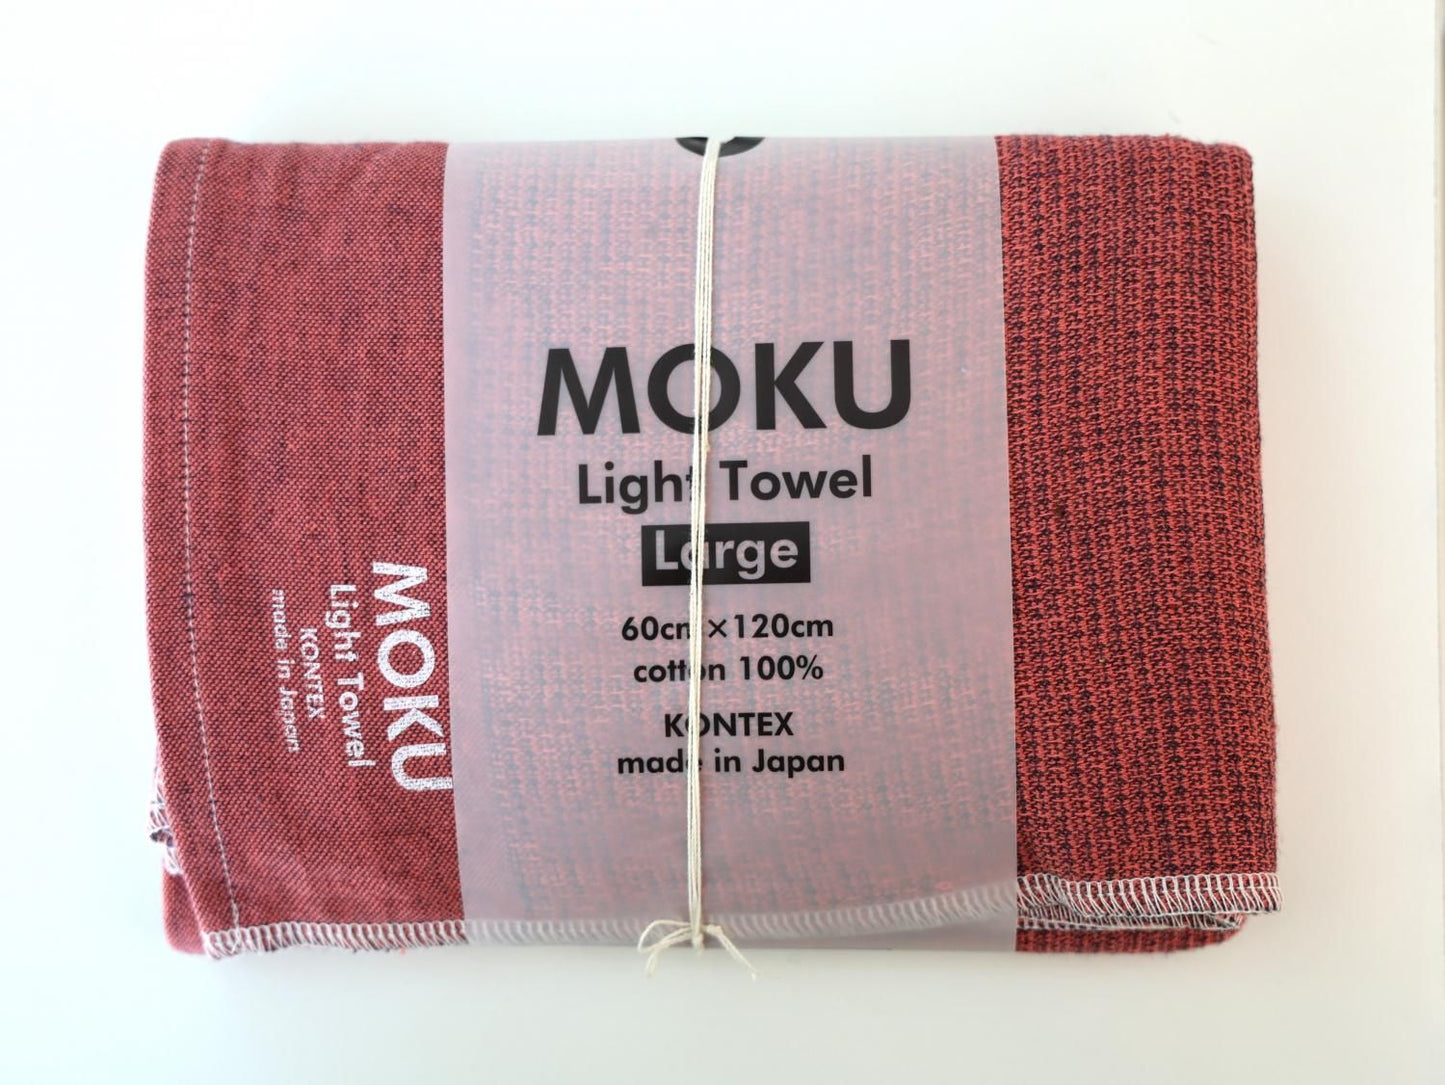 MOKU
Light Towel
Large
60cm×120cm
cotton 100%
KONTEX
made in Japan
MOKU
Light Towel
KONTEX
made in Japan